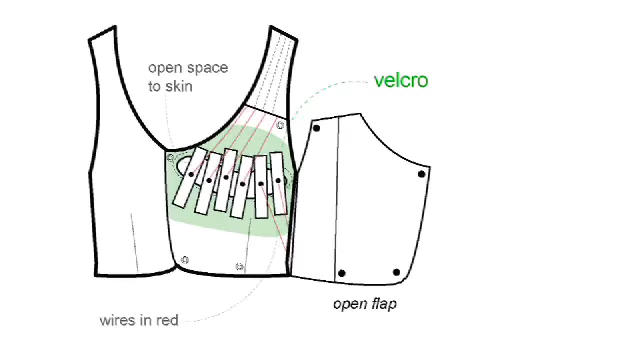 open space
to skin
velcro
open flap
wires in red